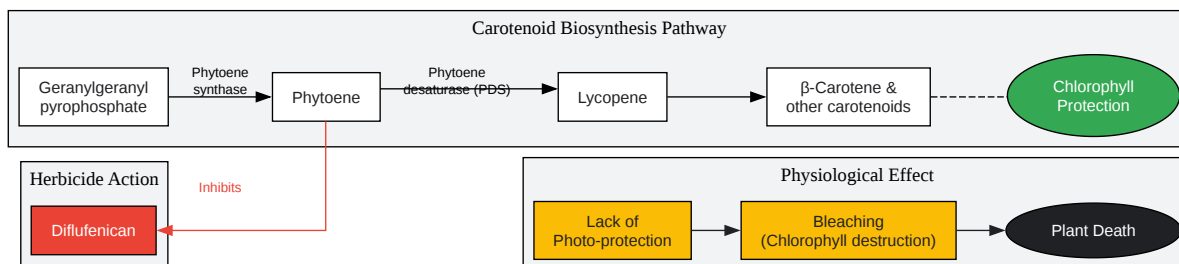 Carotenoid Biosynthesis Pathway
Geranylgeranyl
pyrophosphate
Phytoene
synthase
Phytoene
Phytoene
desaturase (PDS)
Lycopene
β-Carotene &
other carotenoids
Chlorophyll
Protection
Herbicide Action
Inhibits
Diflufenican
Physiological Effect
Lack of
Photo-protection
Bleaching
(Chlorophyll destruction)
Plant Death